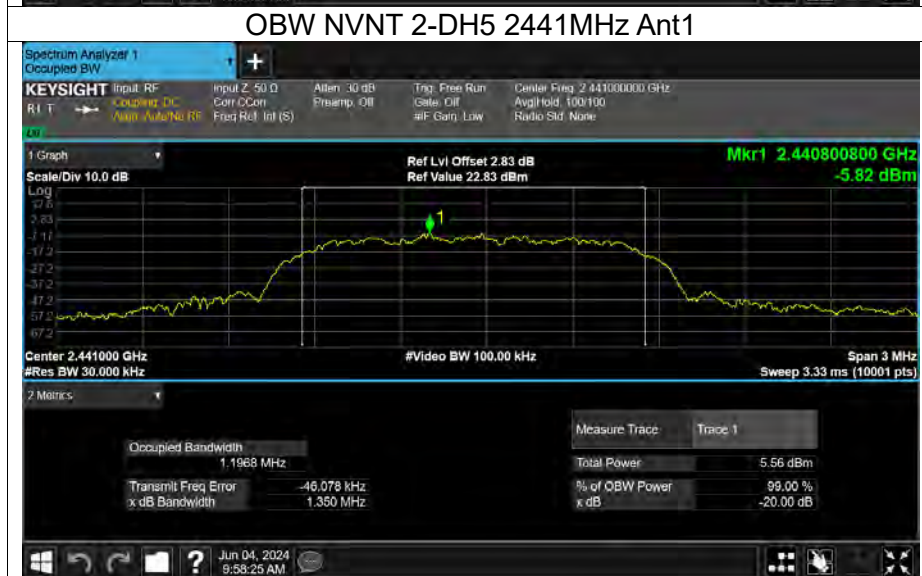 OBW NVNT 2-DH5 2441MHz Ant1
Spectrum Analyzer 1
Occupied BW
+
KEYSIGHT Input: RF Input Z: 50 Ω Atten: 30 dB Trig: Free Run Center Freq: 2.441000000 GHz
RLT Coupling: DC Corr CCorr Preamp: Off Gate: Off Avg|Hold: 100/100
Align: Auto/No RF Freq Ref: Int (S) #IF Gain: Low Radio Std: None
1 Graph
Scale/Div 10.0 dB
Ref Lvl Offset 2.83 dB
Ref Value 22.83 dBm
Mkr1 2.440800800 GHz
-5.82 dBm
Log
2.83
-17.2
-27.2
-37.2
-47.2
-57.2
-67.2
1
Center 2.441000 GHz #Video BW 100.00 kHz Span 3 MHz
#Res BW 30.000 kHz Sweep 3.33 ms (10001 pts)
2 Metrics
Measure Trace Trace 1
Occupied Bandwidth
1.1968 MHz
Total Power 5.56 dBm
Transmit Freq Error -46.078 kHz % of OBW Power 99.00 %
x dB Bandwidth 1.350 MHz x dB -20.00 dB
?
Jun 04, 2024
9:58:25 AM